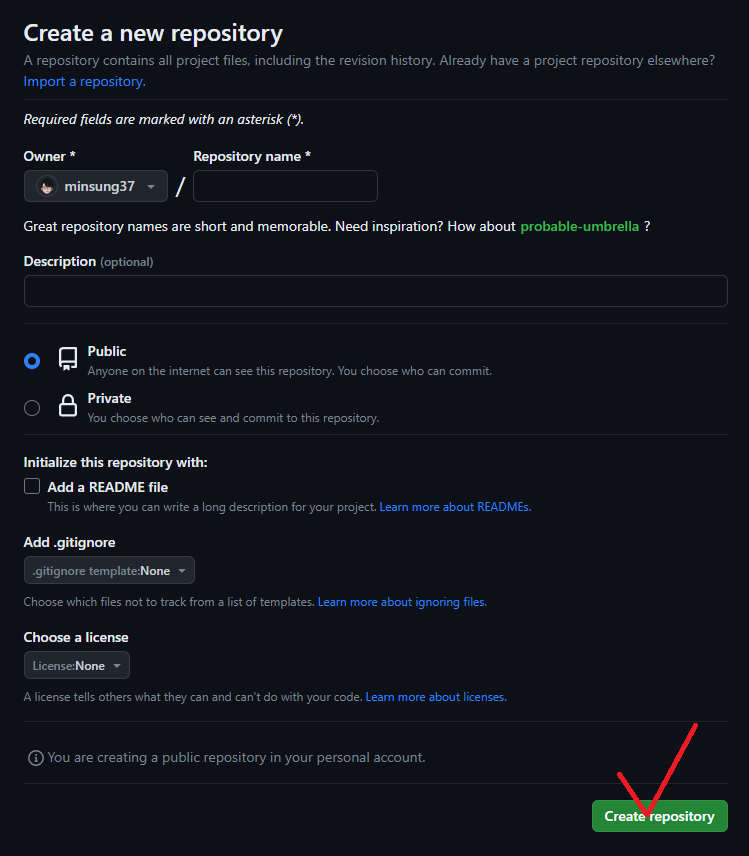 Create a new repository
A repository contains all project files, including the revision history. Already have a project repository elsewhere?
Import a repository.
Required fields are marked with an asterisk (*).
Owner * Repository name *
minsung37 /
Great repository names are short and memorable. Need inspiration? How about probable-umbrella ?
Description (optional)
Public
Anyone on the internet can see this repository. You choose who can commit.
Private
You choose who can see and commit to this repository.
Initialize this repository with:
Add a README file
This is where you can write a long description for your project. Learn more about READMEs.
Add .gitignore
.gitignore template:None
Choose which files not to track from a list of templates. Learn more about ignoring files.
Choose a license
License:None
A license tells others what they can and can't do with your code. Learn more about licenses.
You are creating a public repository in your personal account.
Create repository